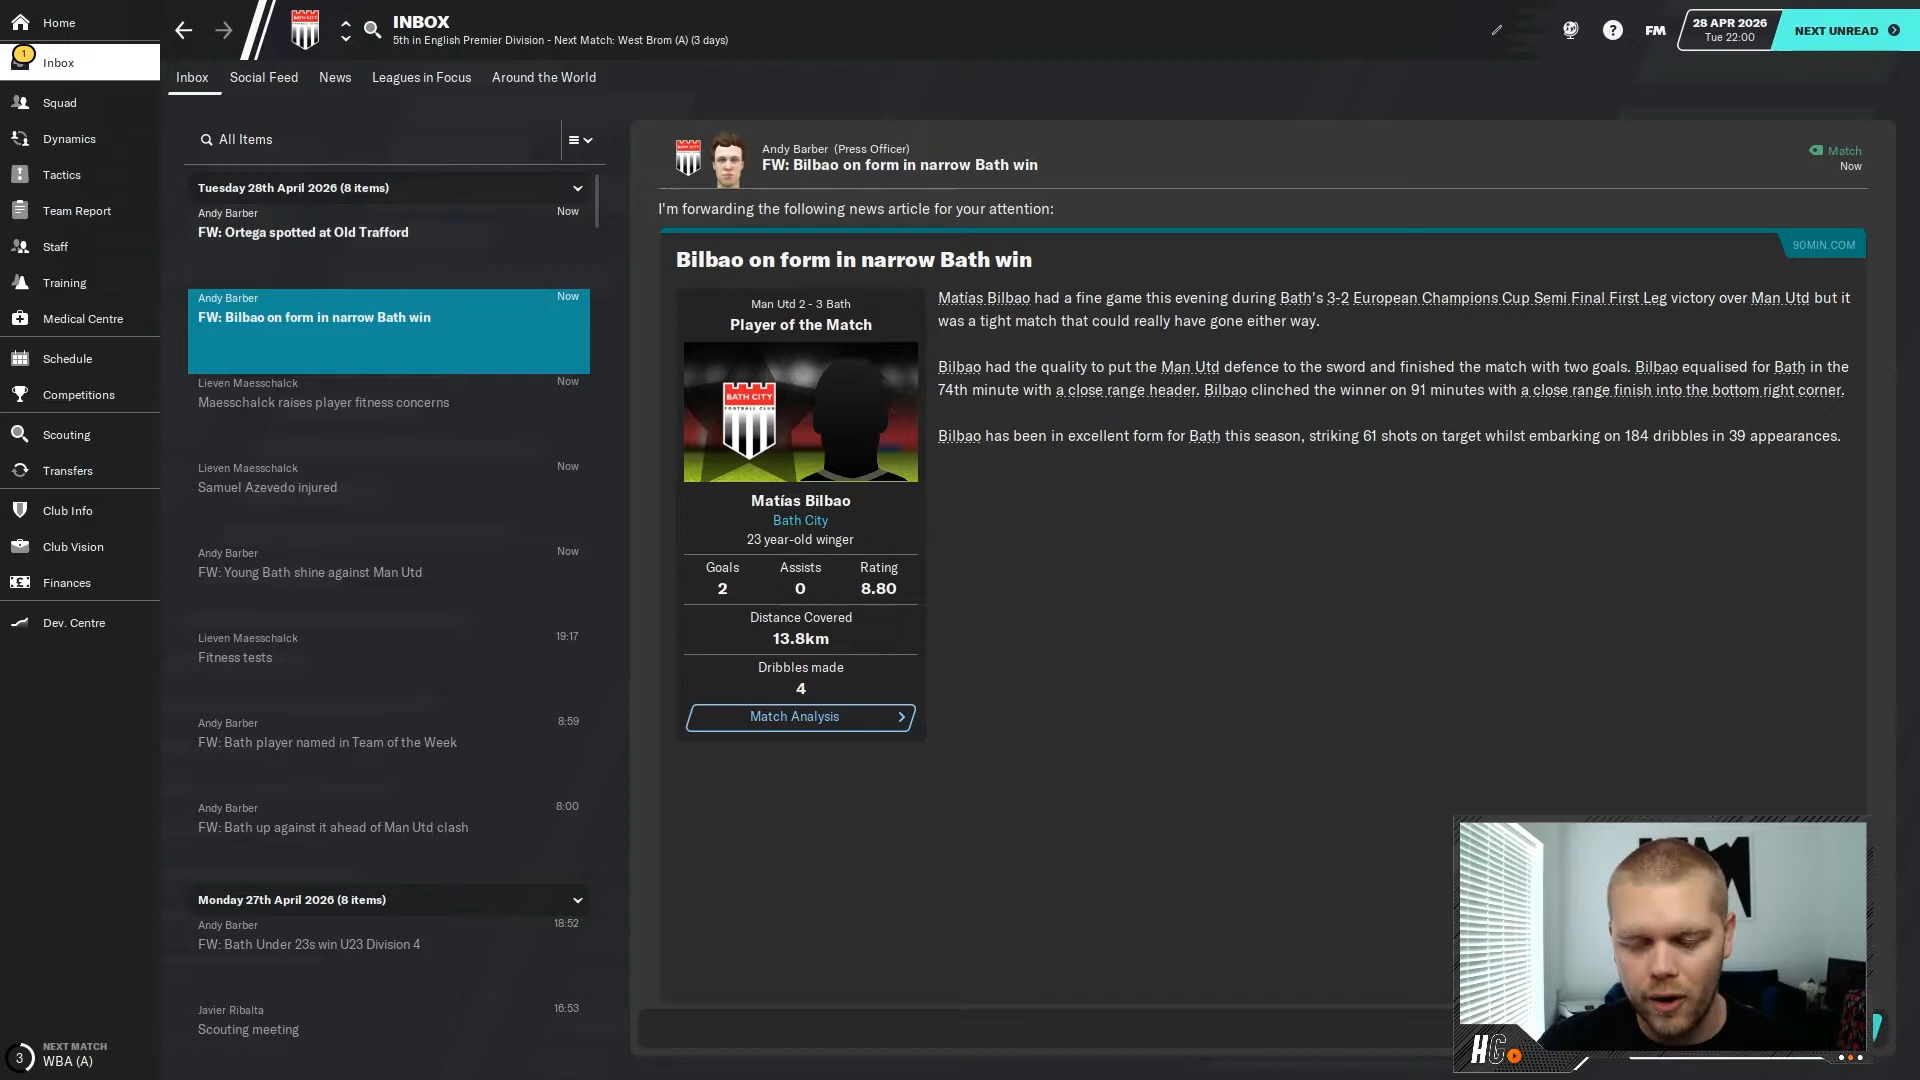 Home
1
Inbox
Squad
Dynamics
Tactics
Team Report
Staff
Training
Medical Centre
Schedule
Competitions
Scouting
Transfers
Club Info
Club Vision
Finances
Dev. Centre
3
NEXT MATCH
WBA (A)
INBOX
5th in English Premier Division - Next Match: West Brom (A) (3 days)
FM
28 APR 2026
Tue 22:00
NEXT UNREAD
Inbox
Social Feed
News
Leagues in Focus
Around the World
All Items
Tuesday 28th April 2026 (8 items)
Andy Barber
Now
FW: Ortega spotted at Old Trafford
Andy Barber
Now
FW: Bilbao on form in narrow Bath win
Lieven Maesschalck
Now
Maesschalck raises player fitness concerns
Lieven Maesschalck
Now
Samuel Azevedo injured
Andy Barber
Now
FW: Young Bath shine against Man Utd
Lieven Maesschalck
19:17
Fitness tests
Andy Barber
8:59
FW: Bath player named in Team of the Week
Andy Barber
8:00
FW: Bath up against it ahead of Man Utd clash
Monday 27th April 2026 (8 items)
Andy Barber
18:52
FW: Bath Under 23s win U23 Division 4
Javier Ribalta
16:53
Scouting meeting
Andy Barber (Press Officer)
FW: Bilbao on form in narrow Bath win
Match
Now
I'm forwarding the following news article for your attention:
90MIN.COM
Bilbao on form in narrow Bath win
Man Utd 2 - 3 Bath
Player of the Match
BATH CITY
FOOTBALL CLUB
Matías Bilbao
Bath City
23 year-old winger
Goals
Assists
Rating
2
0
8.80
Distance Covered
13.8km
Dribbles made
4
Match Analysis
Matías Bilbao had a fine game this evening during Bath's 3-2 European Champions Cup Semi Final First Leg victory over Man Utd but it
was a tight match that could really have gone either way.
Bilbao had the quality to put the Man Utd defence to the sword and finished the match with two goals. Bilbao equalised for Bath in the
74th minute with a close range header. Bilbao clinched the winner on 91 minutes with a close range finish into the bottom right corner.
Bilbao has been in excellent form for Bath this season, striking 61 shots on target whilst embarking on 184 dribbles in 39 appearances.
HG